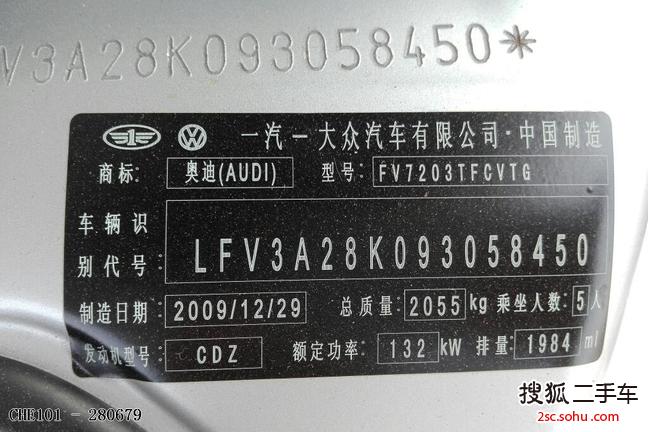 V3A28K093058450*
一汽一大众汽车有限公司·中国制造
商标: 奥迪(AUDI) 型号: FV7203TFCVTG
车辆识
别代号: LFV3A28K093058450
制造日期: 2009/12/29 总质量: 2055 kg 乘坐人数: 5 人
发动机型号: CDZ 额定功率: 132 kW 排量: 1984 ml
CHE101 - 280679
搜狐二手车
2sc.sohu.com